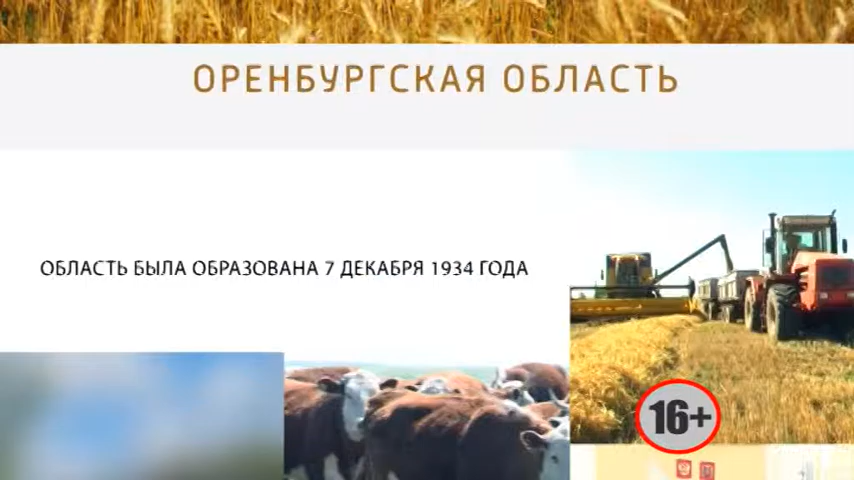 ОРЕНБУРГСКАЯ ОБЛАСТЬ
ОБЛАСТЬ БЫЛА ОБРАЗОВАНА 7 ДЕКАБРЯ 1934 ГОДА
16+